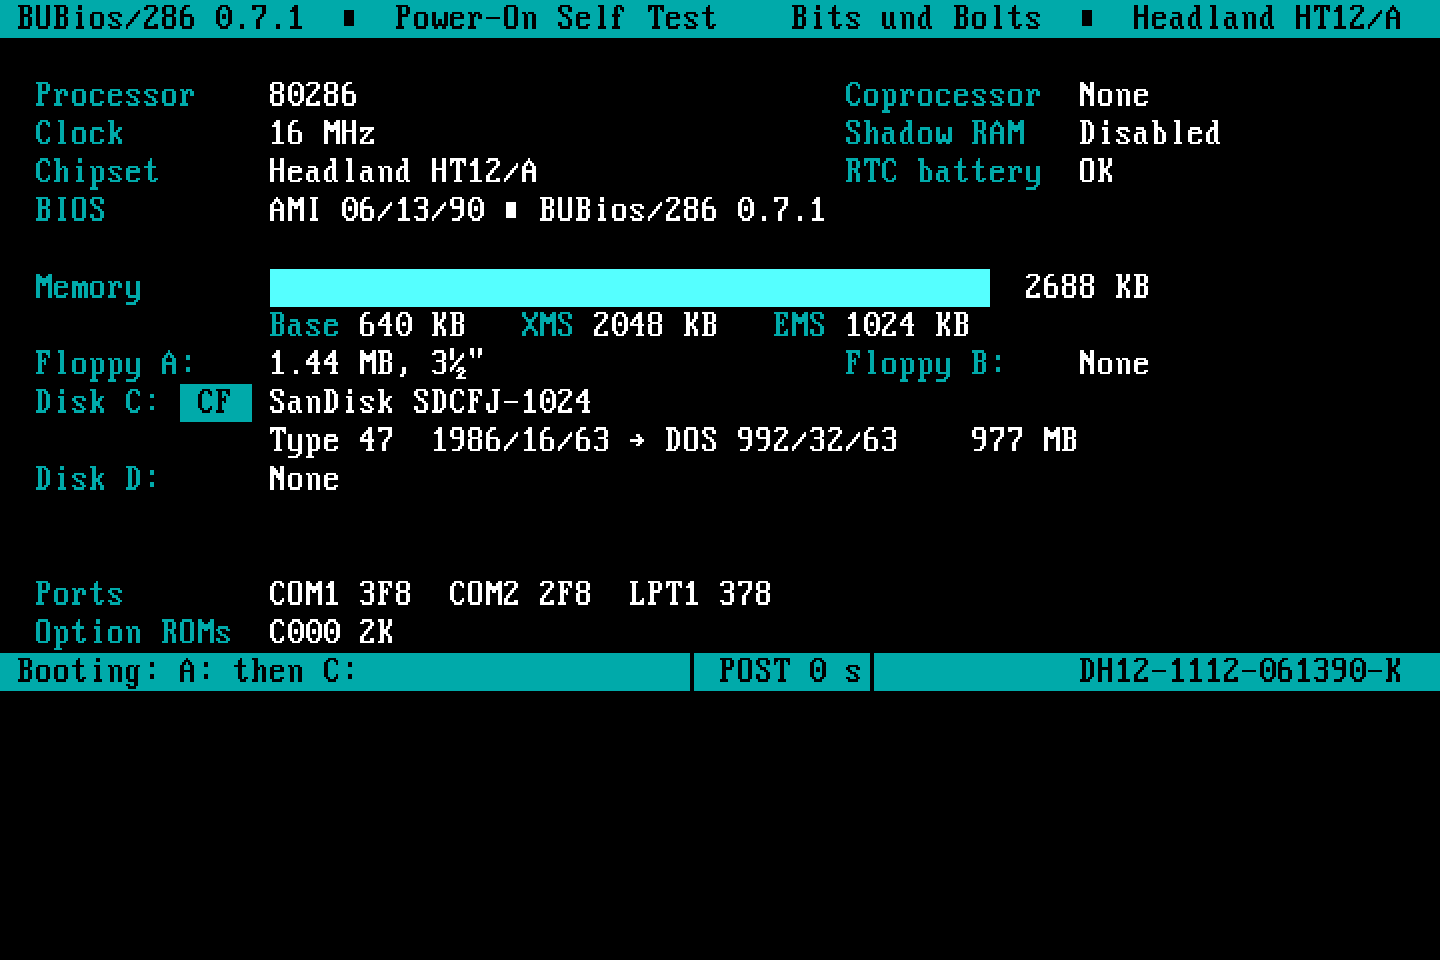 BUBios/286 0.7.1 ▪ Power-On Self Test Bits und Bolts ▪ Headland HT12/A
Processor 80286 Coprocessor None
Clock 16 MHz Shadow RAM Disabled
Chipset Headland HT12/A RTC battery OK
BIOS AMI 06/13/90 ▪ BUBios/286 0.7.1
Memory 2688 KB
Base 640 KB XMS 2048 KB EMS 1024 KB
Floppy A: 1.44 MB, 3½" Floppy B: None
Disk C: CF SanDisk SDCFJ-1024
Type 47 1986/16/63 → DOS 992/32/63 977 MB
Disk D: None
Ports COM1 3F8 COM2 2F8 LPT1 378
Option ROMs C000 2K
Booting: A: then C: POST 0 s DH12-1112-061390-K